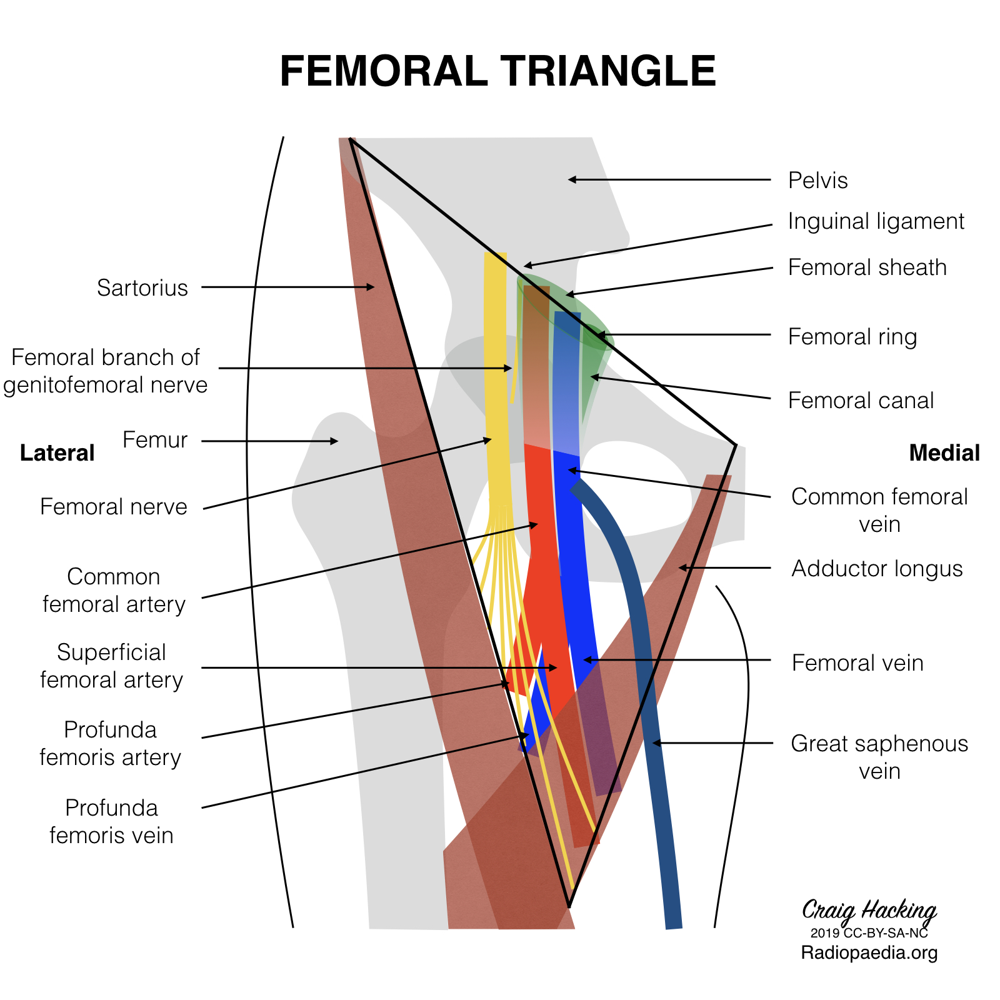 FEMORAL TRIANGLE
Pelvis
Inguinal ligament
Femoral sheath
Sartorius
Femoral ring
Femoral branch of
genitofemoral nerve
Femoral canal
Femur
Lateral
Medial
Femoral nerve
Common femoral
vein
Adductor longus
Common
femoral artery
Superficial
femoral artery
Femoral vein
Profunda
femoris artery
Great saphenous
vein
Profunda
femoris vein
Craig Hacking
2019 CC-BY-SA-NC
Radiopaedia.org